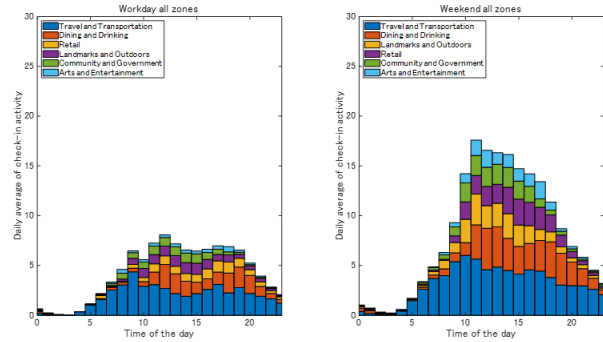 Workday all zones
30
25
20
15
10
5
0
0 5 10 15 20
Daily average of check-in activity
Time of the day
Travel and Transportation
Dining and Drinking
Retail
Landmarks and Outdoors
Community and Government
Arts and Entertainment
Weekend all zones
30
25
20
15
10
5
0
0 5 10 15 20
Daily average of check-in activity
Time of the day
Travel and Transportation
Dining and Drinking
Landmarks and Outdoors
Retail
Community and Government
Arts and Entertainment